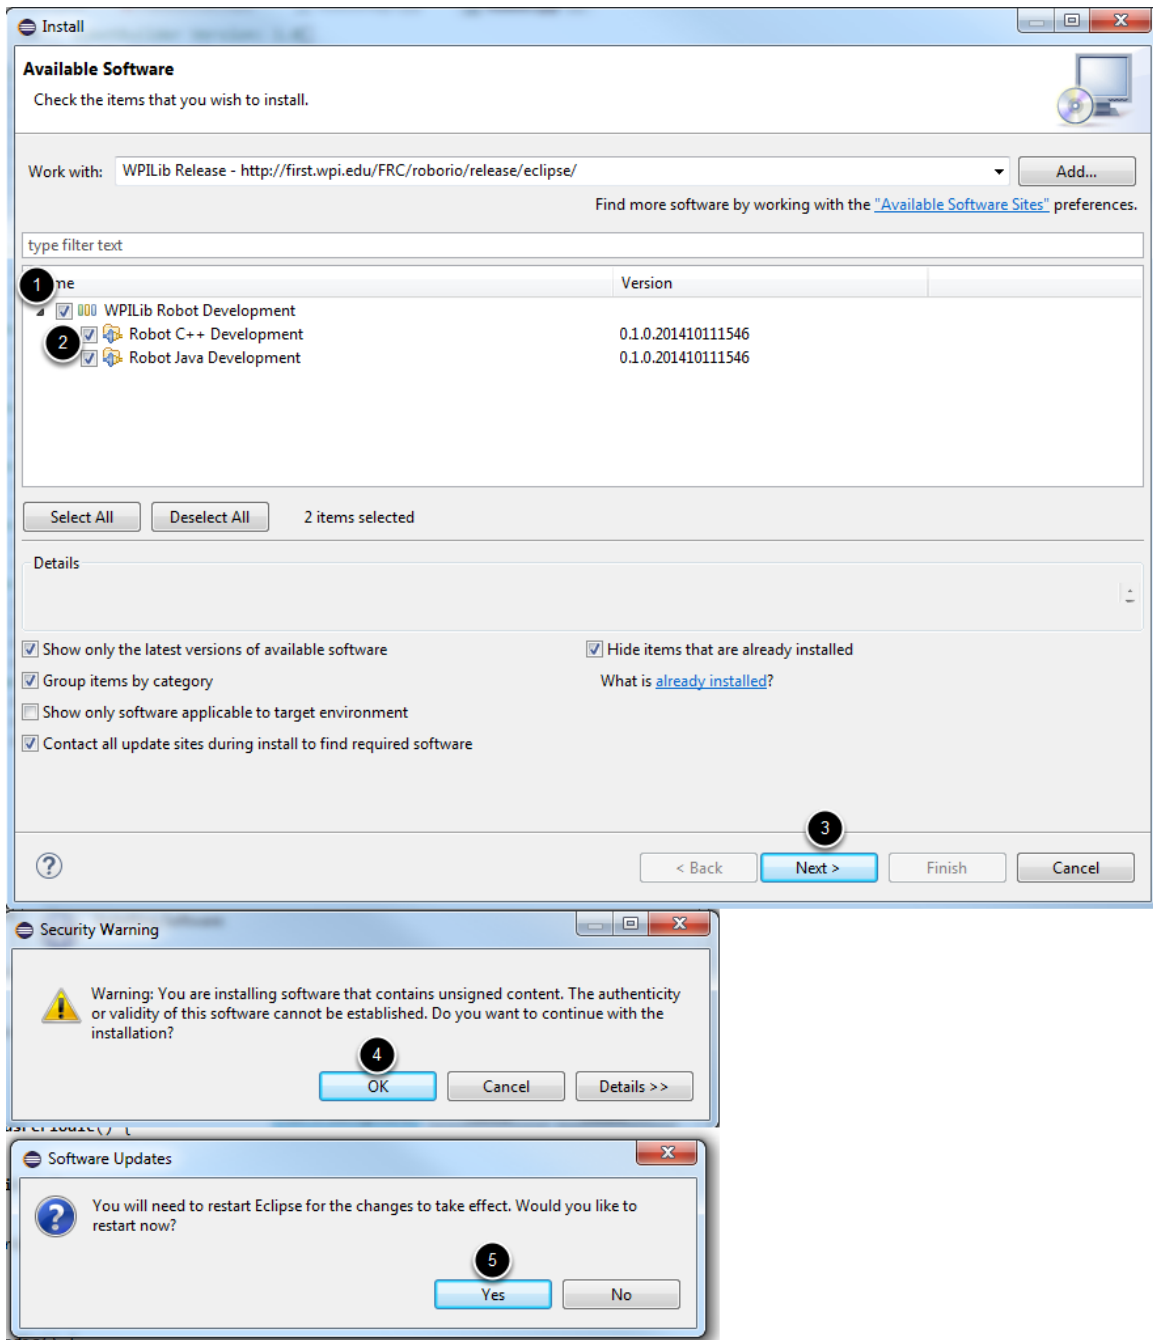 Install
Available Software
Check the items that you wish to install.
Work with: WPILib Release - http://first.wpi.edu/FRC/roborio/release/eclipse/ Add...
Find more software by working with the "Available Software Sites" preferences.
type filter text
1 me Version
WPILib Robot Development
2 Robot C++ Development 0.1.0.201410111546
Robot Java Development 0.1.0.201410111546
Select All Deselect All 2 items selected
Details
Show only the latest versions of available software Hide items that are already installed
Group items by category What is already installed?
Show only software applicable to target environment
Contact all update sites during install to find required software
3
? < Back Next > Finish Cancel
Security Warning
Warning: You are installing software that contains unsigned content. The authenticity
or validity of this software cannot be established. Do you want to continue with the
installation?
4
OK Cancel Details >>
Software Updates
You will need to restart Eclipse for the changes to take effect. Would you like to
restart now?
5
Yes No